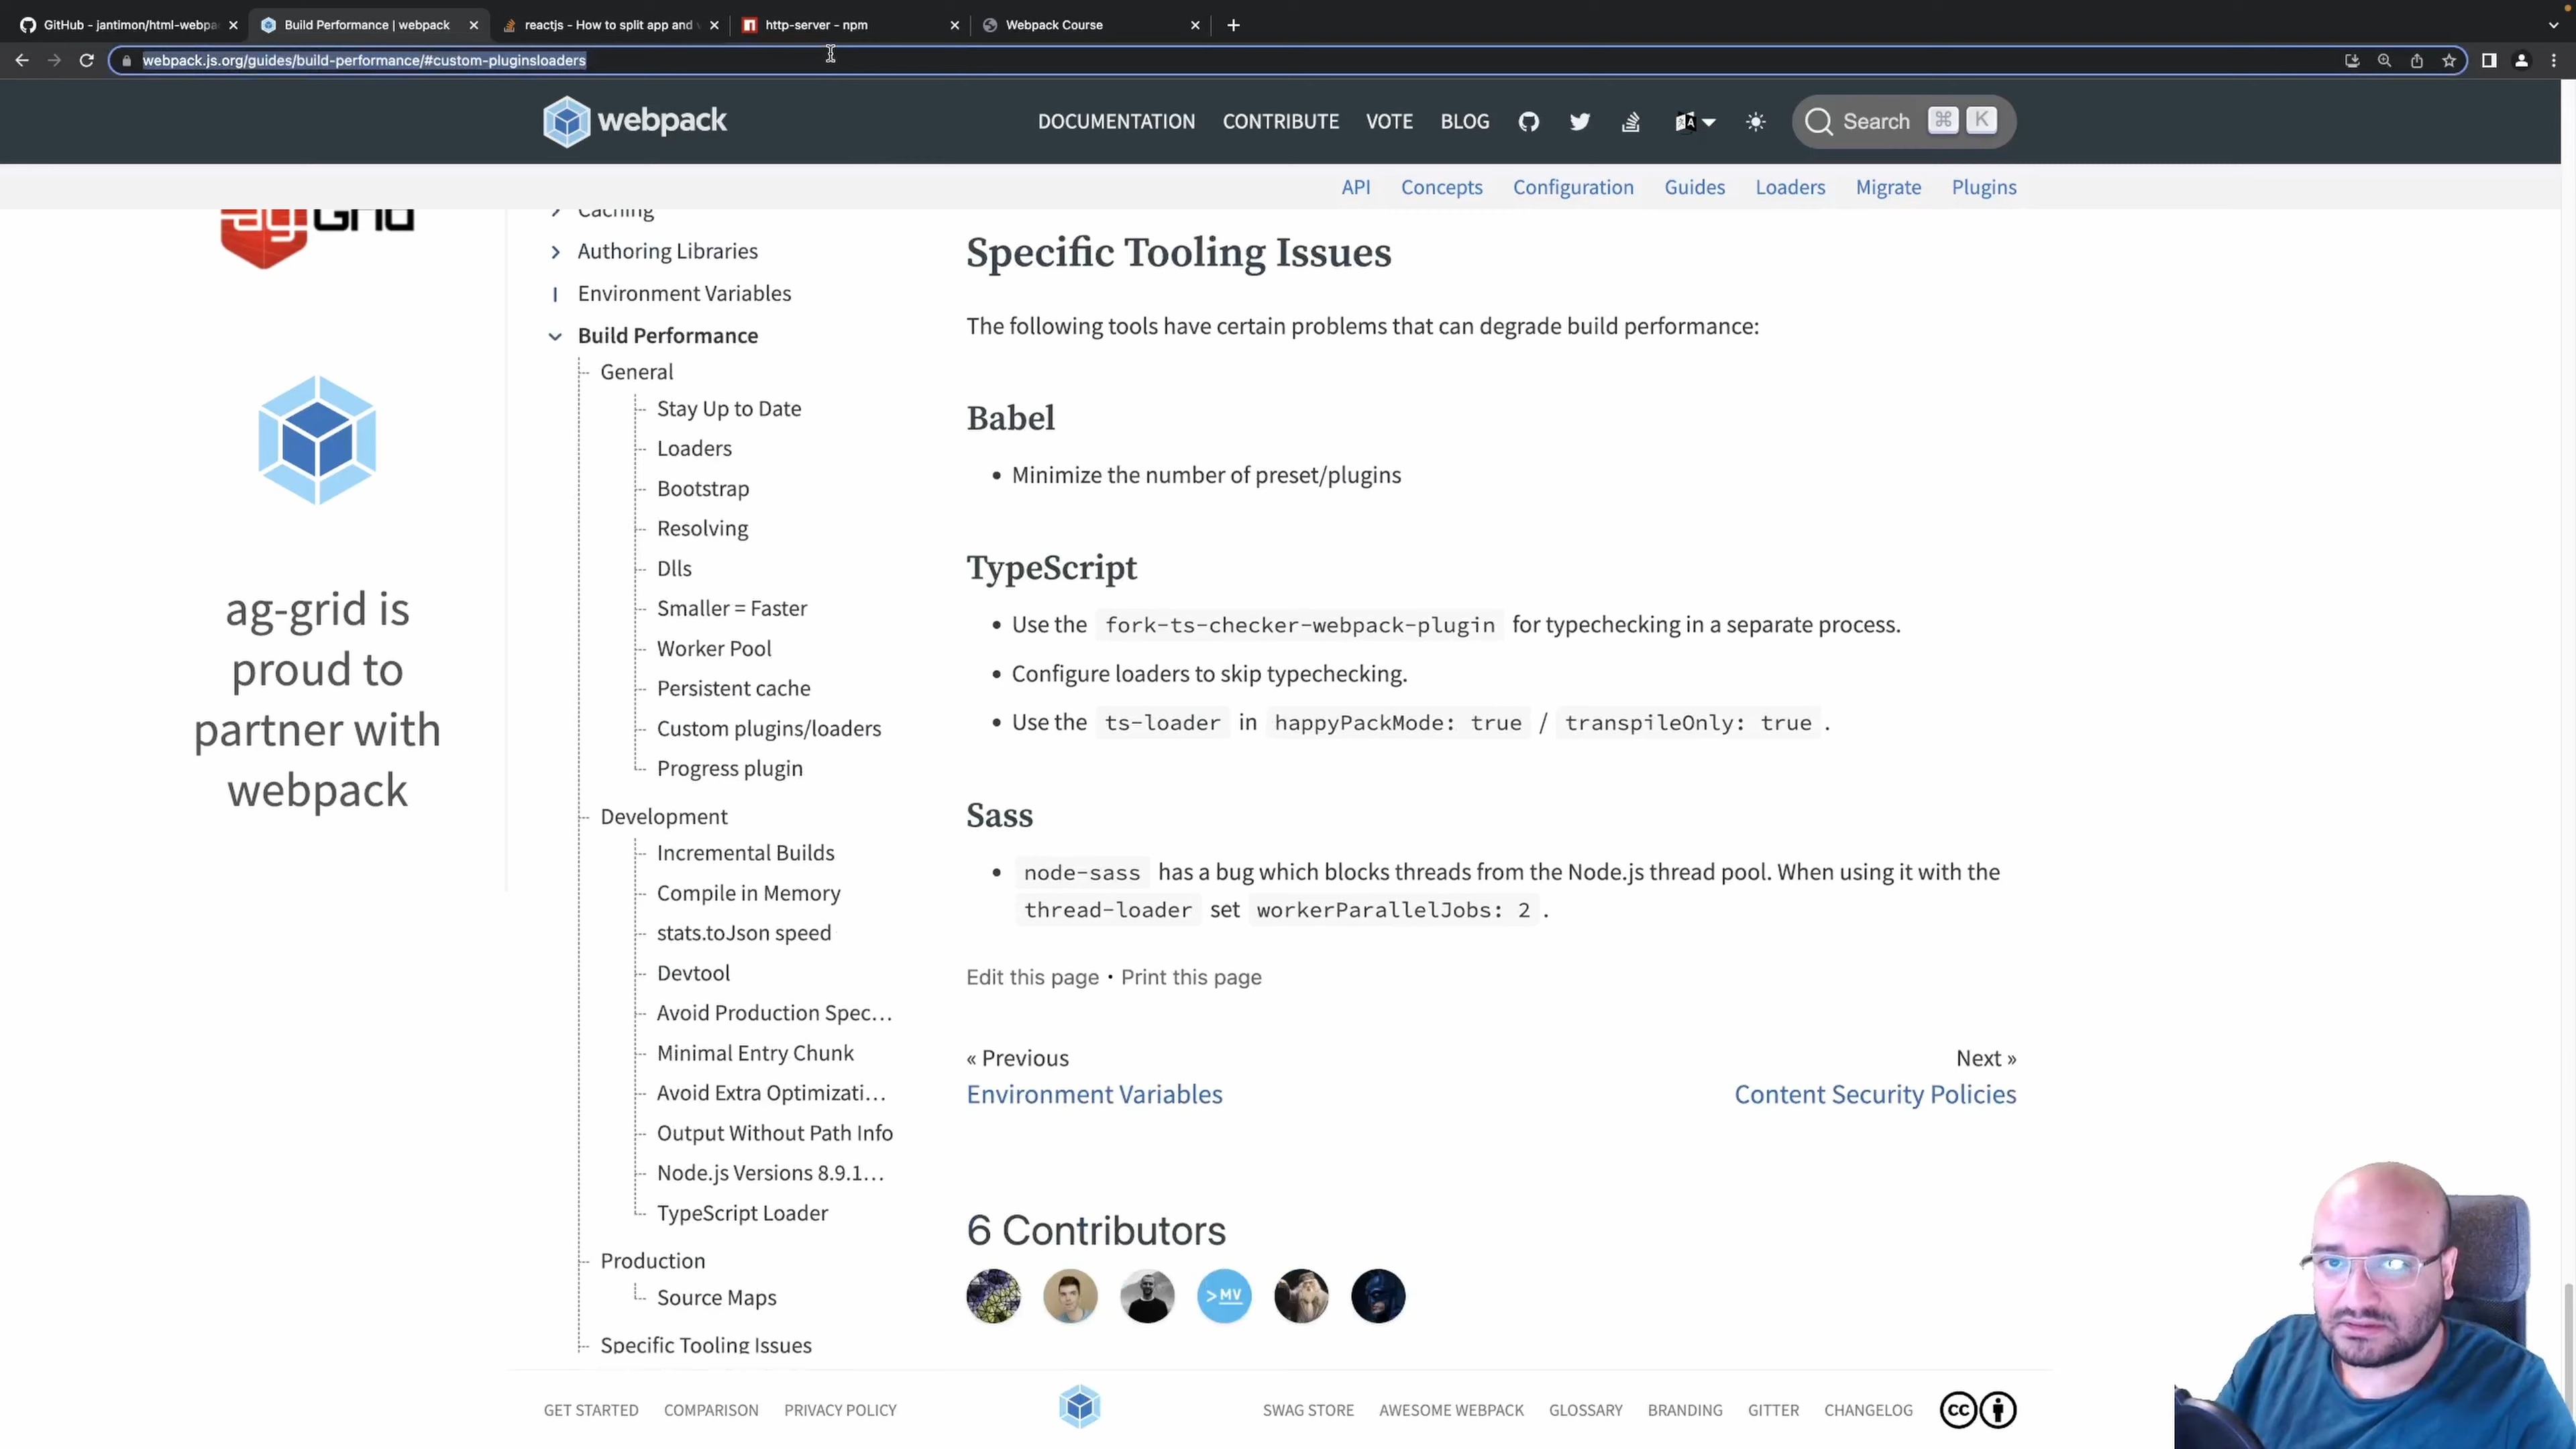 GitHub - jantimon/html-webpa
Build Performance | webpack
reactjs - How to split app and
http-server - npm
Webpack Course
webpack.js.org/guides/build-performance/#custom-pluginsloaders
webpack
DOCUMENTATION
CONTRIBUTE
VOTE
BLOG
Search
⌘
K
API
Concepts
Configuration
Guides
Loaders
Migrate
Plugins
ag Grid
ag-grid is
proud to
partner with
webpack
Caching
Authoring Libraries
Environment Variables
Build Performance
General
Stay Up to Date
Loaders
Bootstrap
Resolving
Dlls
Smaller = Faster
Worker Pool
Persistent cache
Custom plugins/loaders
Progress plugin
Development
Incremental Builds
Compile in Memory
stats.toJson speed
Devtool
Avoid Production Spec…
Minimal Entry Chunk
Avoid Extra Optimizati…
Output Without Path Info
Node.js Versions 8.9.1…
TypeScript Loader
Production
Source Maps
Specific Tooling Issues
Specific Tooling Issues
The following tools have certain problems that can degrade build performance:
Babel
• Minimize the number of preset/plugins
TypeScript
• Use the fork-ts-checker-webpack-plugin for typechecking in a separate process.
• Configure loaders to skip typechecking.
• Use the ts-loader in happyPackMode: true / transpileOnly: true .
Sass
• node-sass has a bug which blocks threads from the Node.js thread pool. When using it with the
thread-loader set workerParallelJobs: 2 .
Edit this page • Print this page
« Previous
Environment Variables
Next »
Content Security Policies
6 Contributors
>MV
GET STARTED
COMPARISON
PRIVACY POLICY
SWAG STORE
AWESOME WEBPACK
GLOSSARY
BRANDING
GITTER
CHANGELOG
cc